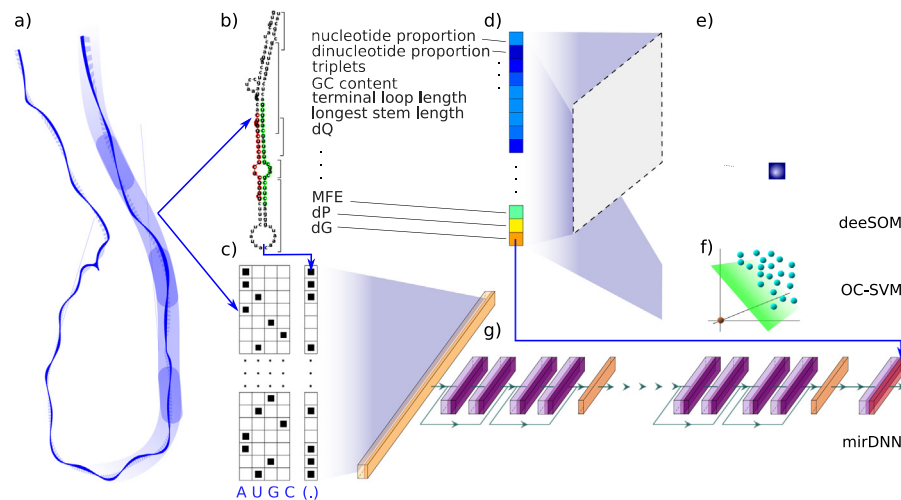 a)
b)
d)
e)
nucleotide proportion
dinucleotide proportion
triplets
GC content
terminal loop length
longest stem length
dQ
MFE
dP
dG
deeSOM
c)
f)
OC-SVM
g)
mirDNN
A U G C (.)